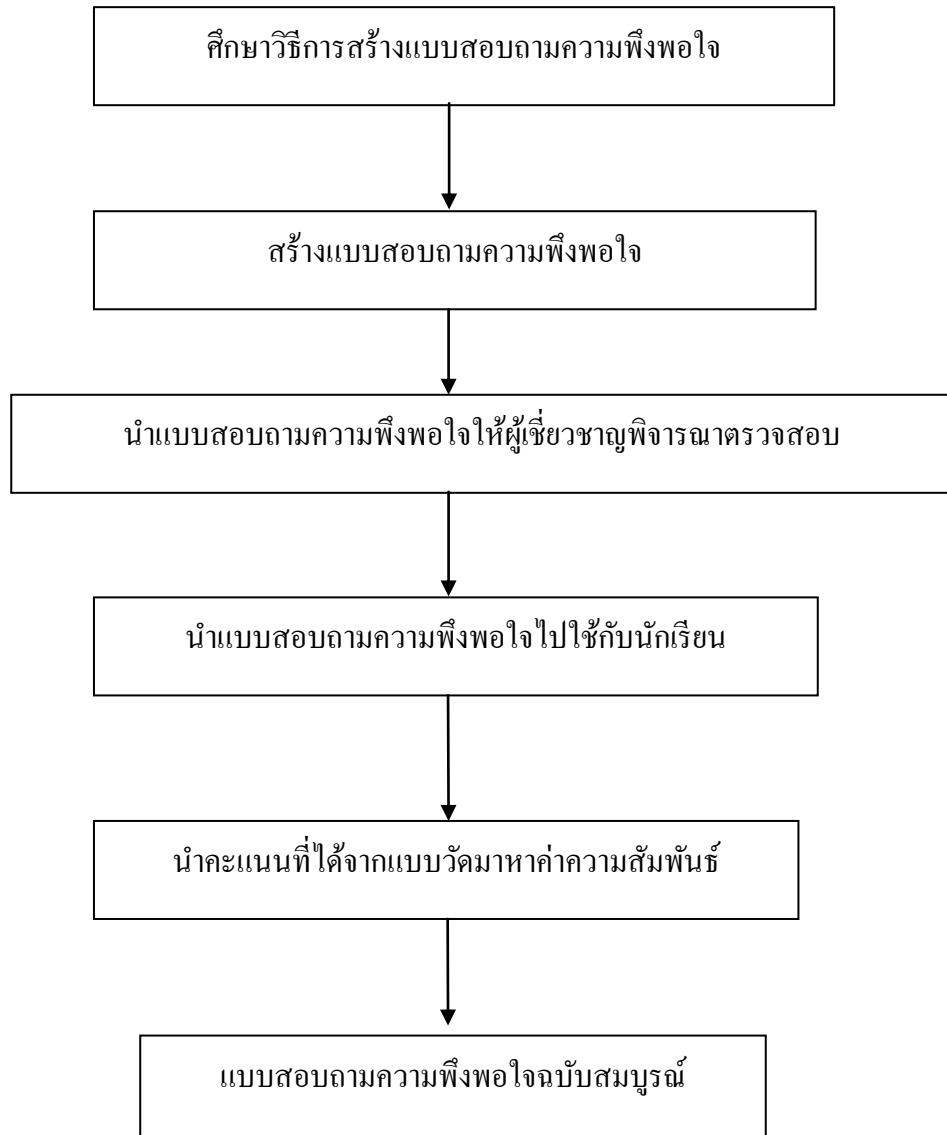 ศึกษาวิธีการสร้างแบบสอบถามความพึงพอใจ
สร้างแบบสอบถามความพึงพอใจ
นำแบบสอบถามความพึงพอใจให้ผู้เชี่ยวชาญพิจารณาตรวจสอบ
นำแบบสอบถามความพึงพอใจไปใช้กับนักเรียน
นำคะแนนที่ได้จากแบบวัดมาหาค่าความสัมพันธ์
แบบสอบถามความพึงพอใจฉบับสมบูรณ์